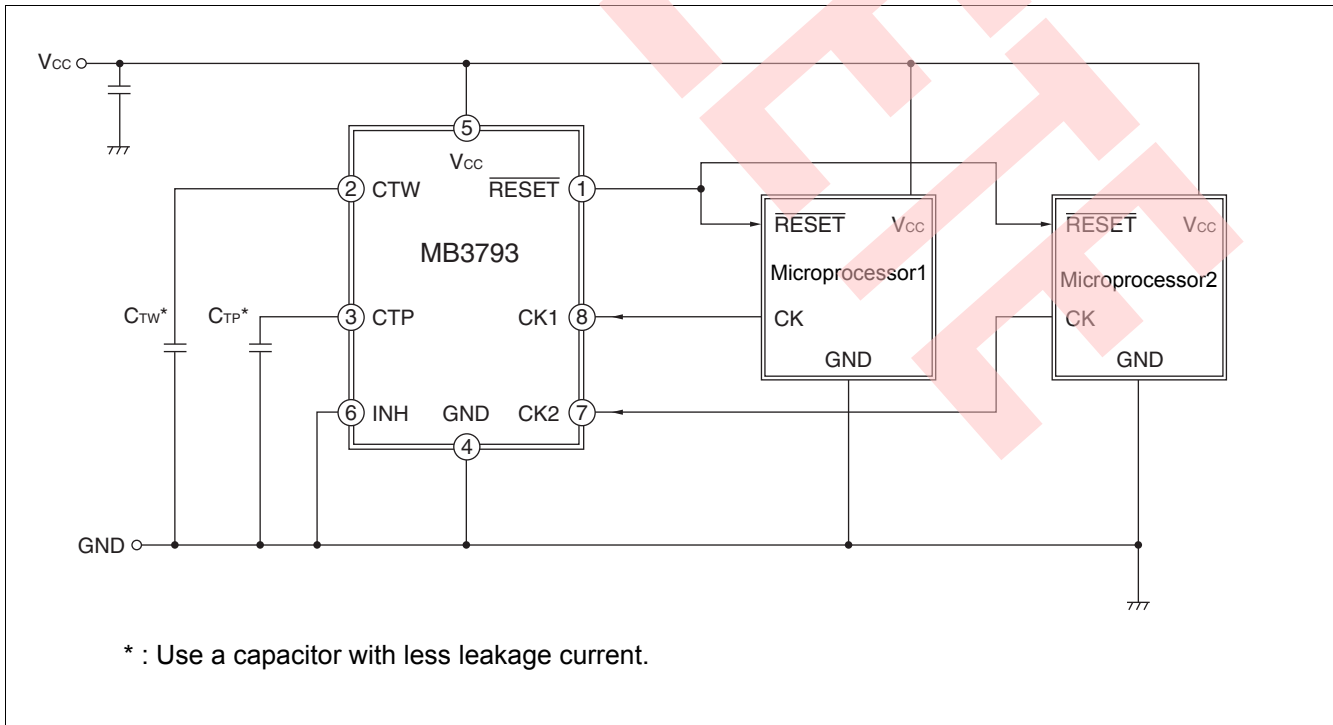 VCC
5
VCC
2 CTW
RESET 1
RESET VCC
RESET VCC
MB3793
Microprocessor1
Microprocessor2
CTW*
CTP*
3 CTP
CK1 8
CK
CK
GND
GND
6 INH
GND
CK2 7
4
GND
* : Use a capacitor with less leakage current.